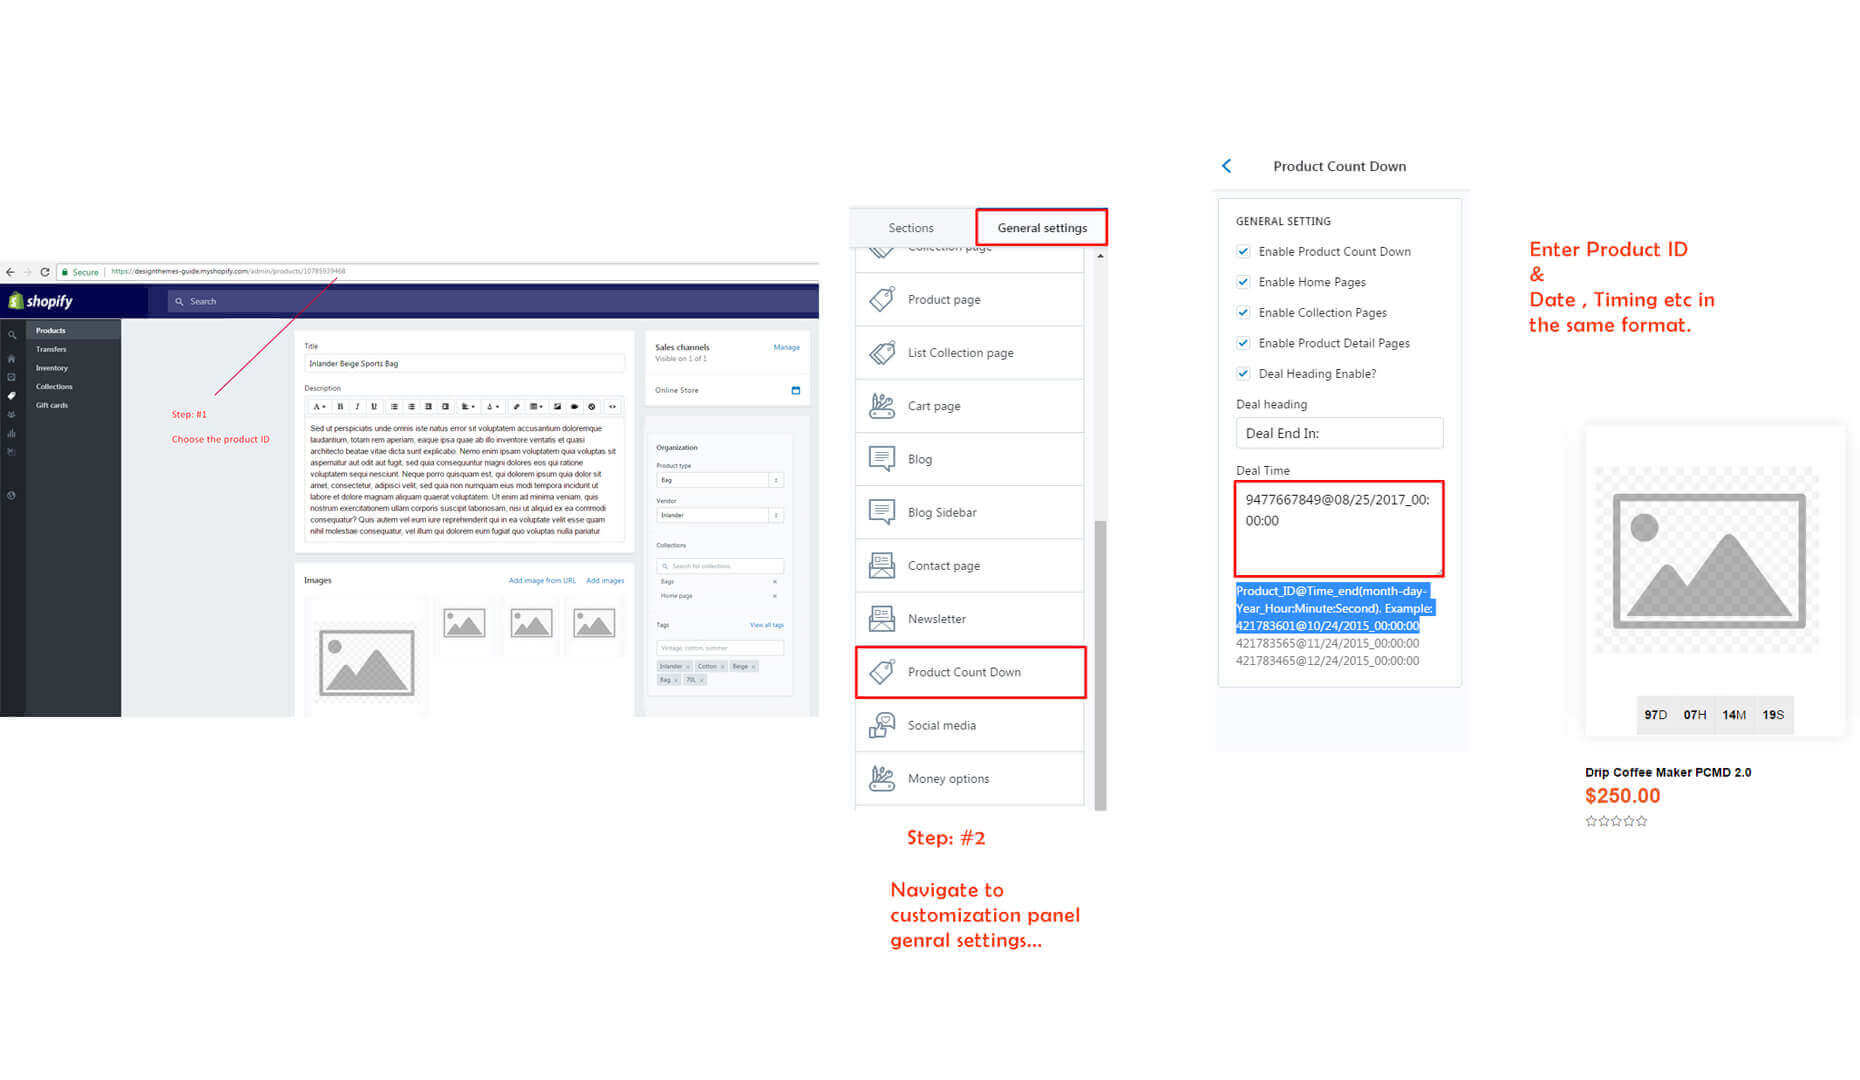 Secure
https://designthemes-guide.myshopify.com/admin/products/10785939468
shopify
Search
Products
Transfers
Inventory
Collections
Gift cards
Step: #1
Choose the product ID
Title
Inlander Beige Sports Bag
Description
Sed ut perspiciatis unde omnis iste natus error sit voluptatem accusantium doloremque
laudantium, totam rem aperiam, eaque ipsa quae ab illo inventore veritatis et quasi
architecto beatae vitae dicta sunt explicabo. Nemo enim ipsam voluptatem quia voluptas sit
aspernatur aut odit aut fugit, sed quia consequuntur magni dolores eos qui ratione
voluptatem sequi nesciunt. Neque porro quisquam est, qui dolorem ipsum quia dolor sit
amet, consectetur, adipisci velit, sed quia non numquam eius modi tempora incidunt ut
labore et dolore magnam aliquam quaerat voluptatem. Ut enim ad minima veniam, quis
nostrum exercitationem ullam corporis suscipit laboriosam, nisi ut aliquid ex ea commodi
consequatur? Quis autem vel eum iure reprehenderit qui in ea voluptate velit esse quam
nihil molestiae consequatur, vel illum qui dolorem eum fugiat quo voluptas nulla pariatur
Images
Add image from URL Add images
Sales channels Manage
Visible on 1 of 1
Online Store
Organization
Product type
Bag
Vendor
Inlander
Collections
Search for collections
Bags
Home page
Tags View all tags
Vintage, cotton, summer
Inlander x Cotton x Beige x
Bag x 70L x
Sections
General settings
Collection page
Product page
List Collection page
Cart page
Blog
Blog Sidebar
Contact page
Newsletter
Product Count Down
Social media
Money options
Step: #2
Navigate to
customization panel
genral settings...
Product Count Down
GENERAL SETTING
Enable Product Count Down
Enable Home Pages
Enable Collection Pages
Enable Product Detail Pages
Deal Heading Enable?
Deal heading
Deal End In:
Deal Time
9477667849@08/25/2017_00:
00:00
Product_ID@Time_end(month-day-
Year_Hour:Minute:Second). Example:
421783601@10/24/2015_00:00:00
421783565@11/24/2015_00:00:00
421783465@12/24/2015_00:00:00
Enter Product ID
&
Date , Timing etc in
the same format.
97D 07H 14M 19S
Drip Coffee Maker PCMD 2.0
$250.00